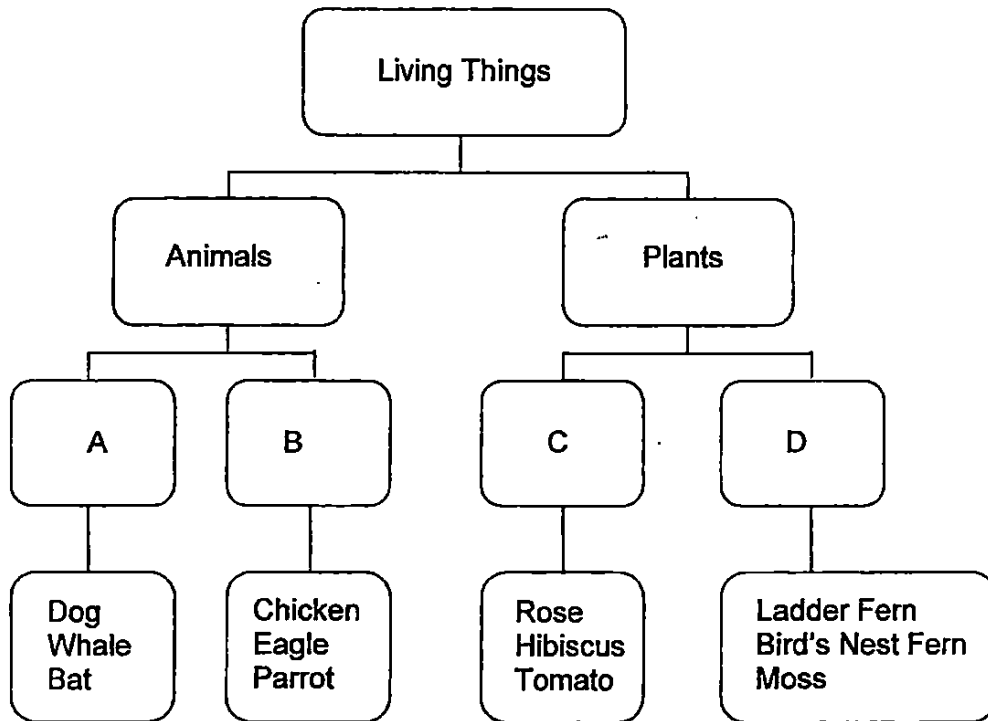 Living Things
Animals
Plants
A
B
C
D
Dog
Whale
Bat
Chicken
Eagle
Parrot
Rose
Hibiscus
Tomato
Ladder Fern
Bird's Nest Fern
Moss